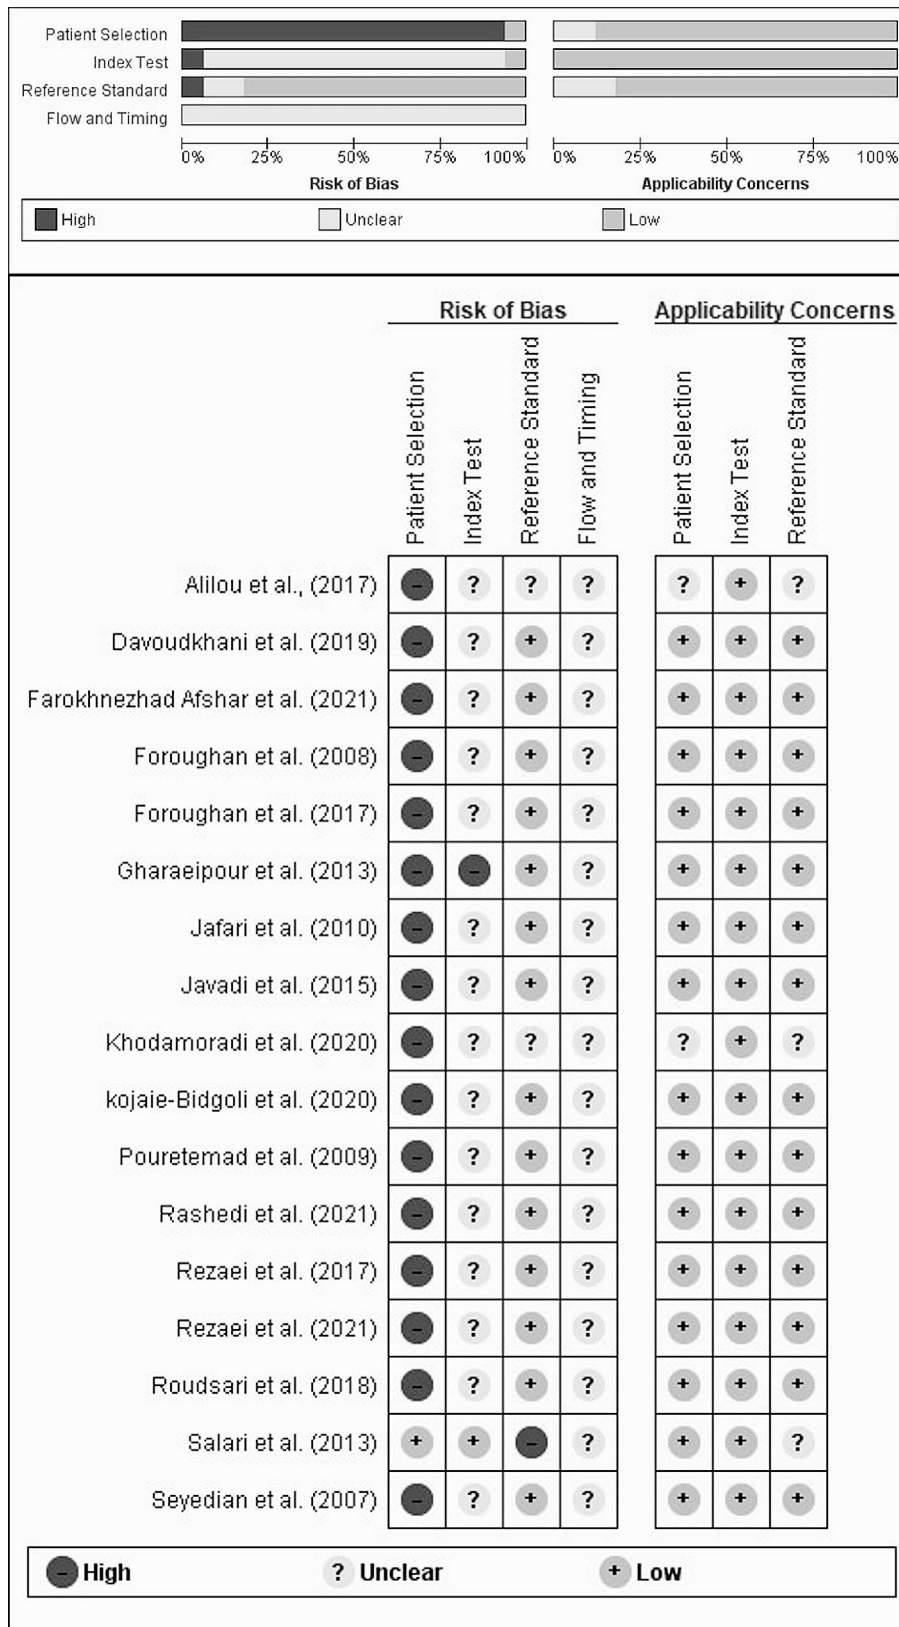 Patient Selection
Index Test
Reference Standard
Flow and Timing
0% 25% 50% 75% 100% 0% 25% 50% 75% 100%
Risk of Bias Applicability Concerns
High Unclear Low
Risk of Bias Applicability Concerns
Patient Selection Index Test Reference Standard Flow and Timing Patient Selection Index Test Reference Standard
Alilou et al., (2017) - ? ? ? ? + ?
Davoudkhani et al. (2019) - ? + ? + + +
Farokhnezhad Afshar et al. (2021) - ? + ? + + +
Foroughan et al. (2008) - ? + ? + + +
Foroughan et al. (2017) - ? + ? + + +
Gharaeipour et al. (2013) - - + ? + + +
Jafari et al. (2010) - ? + ? + + +
Javadi et al. (2015) - ? + ? + + +
Khodamoradi et al. (2020) - ? ? ? ? + ?
kojaie-Bidgoli et al. (2020) - ? + ? + + +
Pouretemad et al. (2009) - ? + ? + + +
Rashedi et al. (2021) - ? + ? + + +
Rezaei et al. (2017) - ? + ? + + +
Rezaei et al. (2021) - ? + ? + + +
Roudsari et al. (2018) - ? + ? + + +
Salari et al. (2013) + + - ? + + ?
Seyedian et al. (2007) - ? + ? + + +
- High ? Unclear + Low